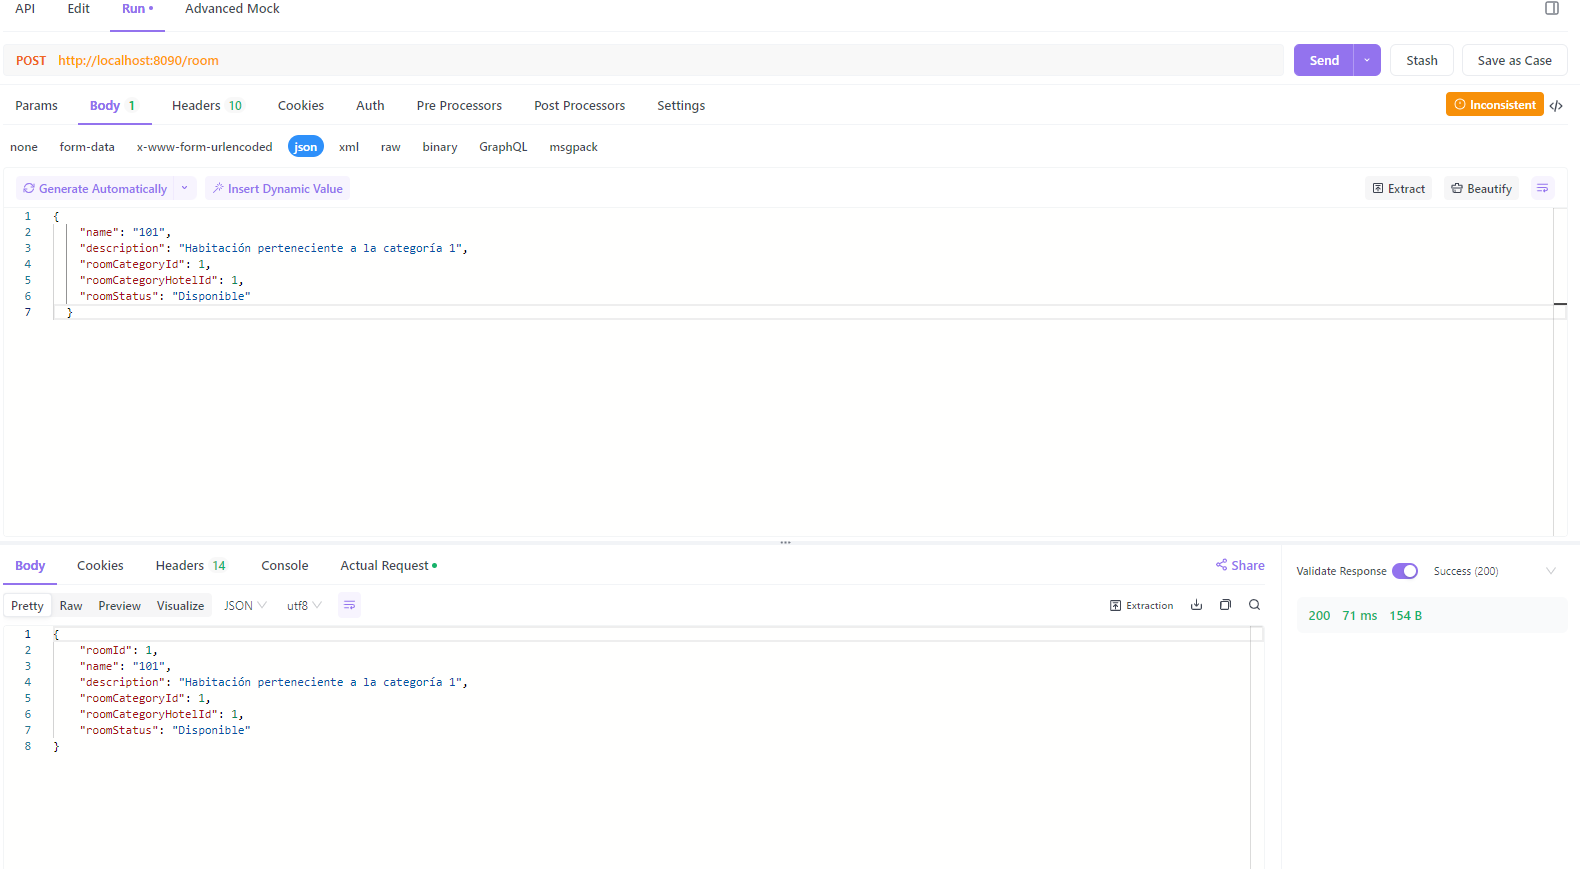 API Edit Run Advanced Mock
POST http://localhost:8090/room Send Stash Save as Case
Params Body 1 Headers 10 Cookies Auth Pre Processors Post Processors Settings Inconsistent </>
none form-data x-www-form-urlencoded json xml raw binary GraphQL msgpack
Generate Automatically Insert Dynamic Value Extract Beautify
1 {
2 "name": "101",
3 "description": "Habitación perteneciente a la categoría 1",
4 "roomCategoryId": 1,
5 "roomCategoryHotelId": 1,
6 "roomStatus": "Disponible"
7 }
Body Cookies Headers 14 Console Actual Request Share Validate Response Success (200)
Pretty Raw Preview Visualize JSON utf8 Extraction
200 71 ms 154 B
1 {
2 "roomId": 1,
3 "name": "101",
4 "description": "Habitación perteneciente a la categoría 1",
5 "roomCategoryId": 1,
6 "roomCategoryHotelId": 1,
7 "roomStatus": "Disponible"
8 }